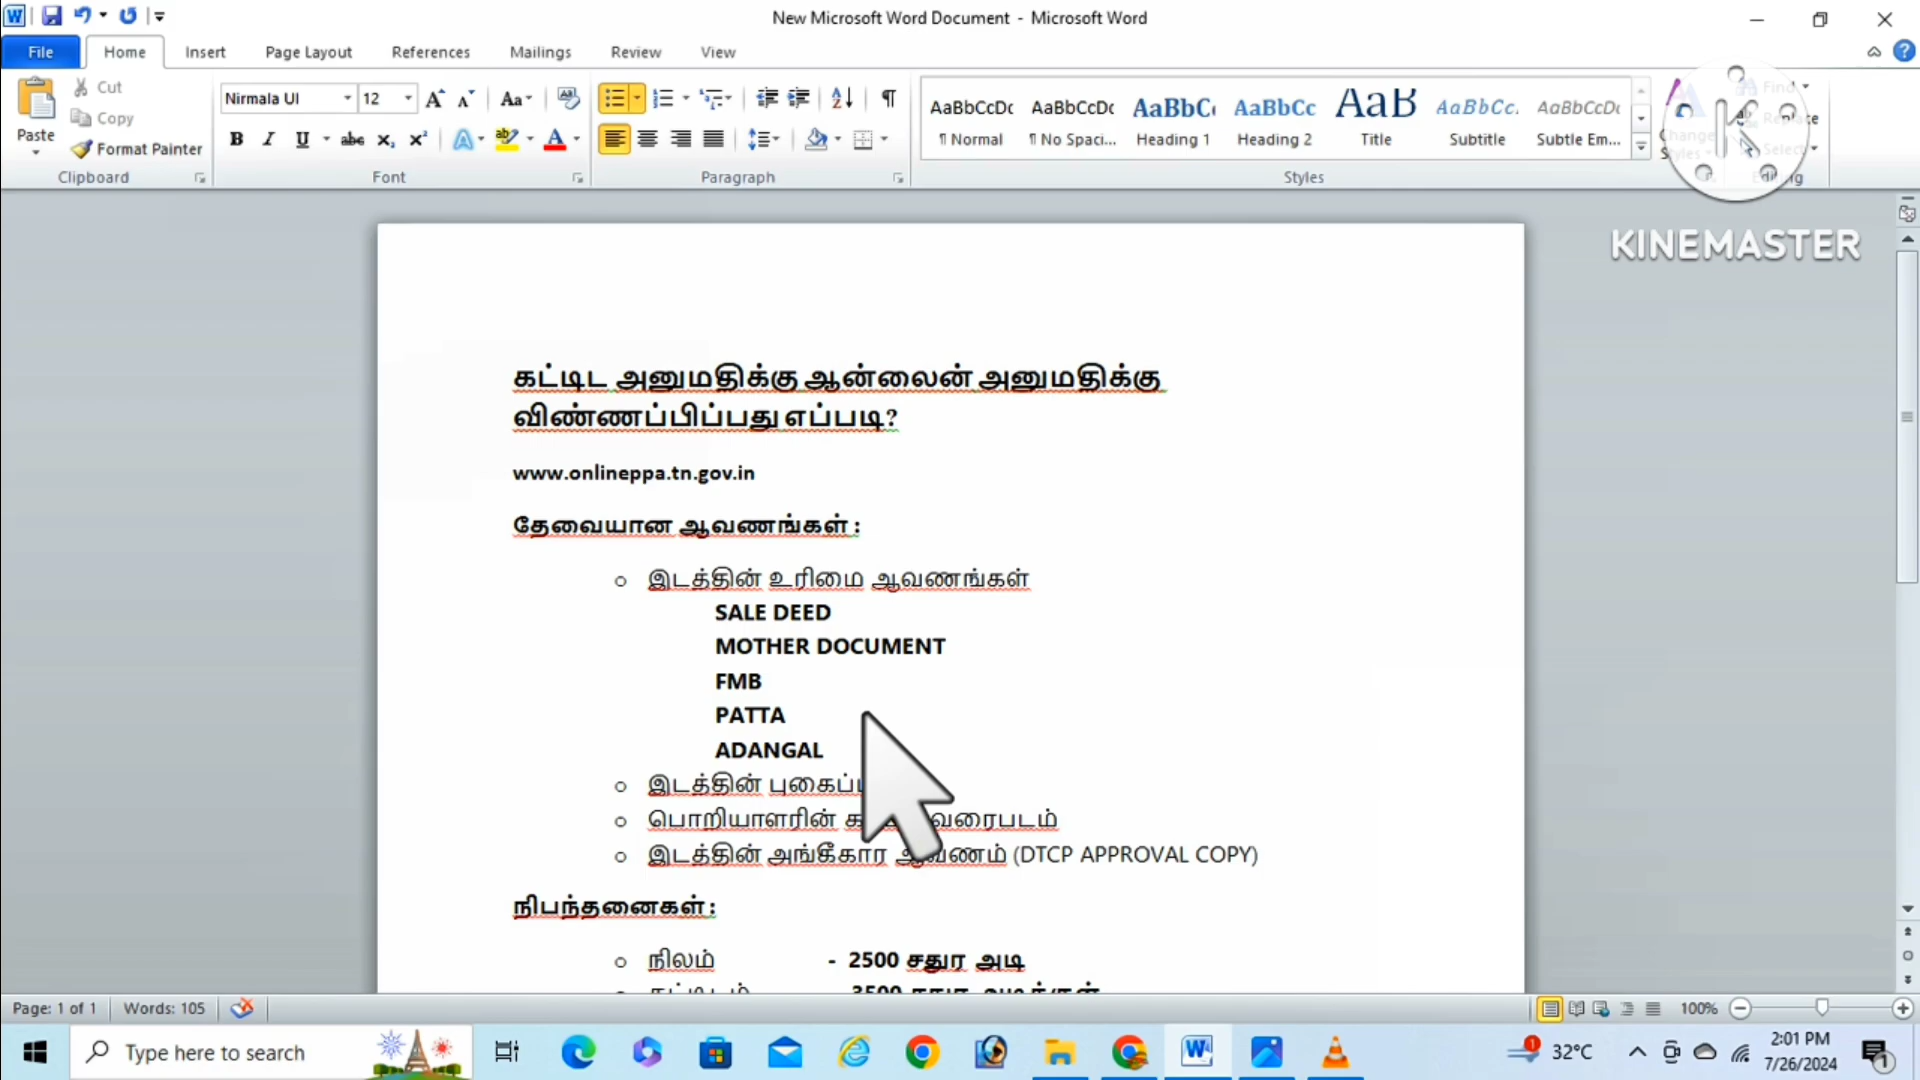 New Microsoft Word Document - Microsoft Word
File Home Insert Page Layout References Mailings Review View
Paste
Cut
Copy
Format Painter
Clipboard
Nirmala UI 12
Font
Paragraph
AaBbCcDc AaBbCcDc AaBbC AaBbCc AaB AaBbCc. AaBbCcDc
¶ Normal ¶ No Spaci... Heading 1 Heading 2 Title Subtitle Subtle Em...
Styles
Find
Select
KINEMASTER
கட்டிட அனுமதிக்கு ஆன்லைன் அனுமதிக்கு
விண்ணப்பிப்பது எப்படி?
www.onlineppa.tn.gov.in
தேவையான ஆவணங்கள் :
o இடத்தின் உரிமை ஆவணங்கள்
SALE DEED
MOTHER DOCUMENT
FMB
PATTA
ADANGAL
o இடத்தின்
o பொறியாளரின் வரைபடம்
o இடத்தின் அங்கீகார ஆவணம் (DTCP APPROVAL COPY)
நிபந்தனைகள் :
o நிலம் - 2500 சதுர அடி
Page: 1 of 1 Words: 105 100%
Type here to search 32°C 2:01 PM
7/26/2024